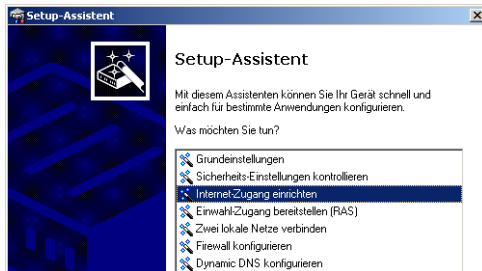 Setup-Assistent
Setup-Assistent
Mit diesem Assistenten können Sie Ihr Gerät schnell und
einfach für bestimmte Anwendungen konfigurieren.
Was möchten Sie tun?
Grundeinstellungen
Sicherheits-Einstellungen kontrollieren
Internet-Zugang einrichten
Einwahl-Zugang bereitstellen (RAS)
Zwei lokale Netze verbinden
Firewall konfigurieren
Dynamic DNS konfigurieren